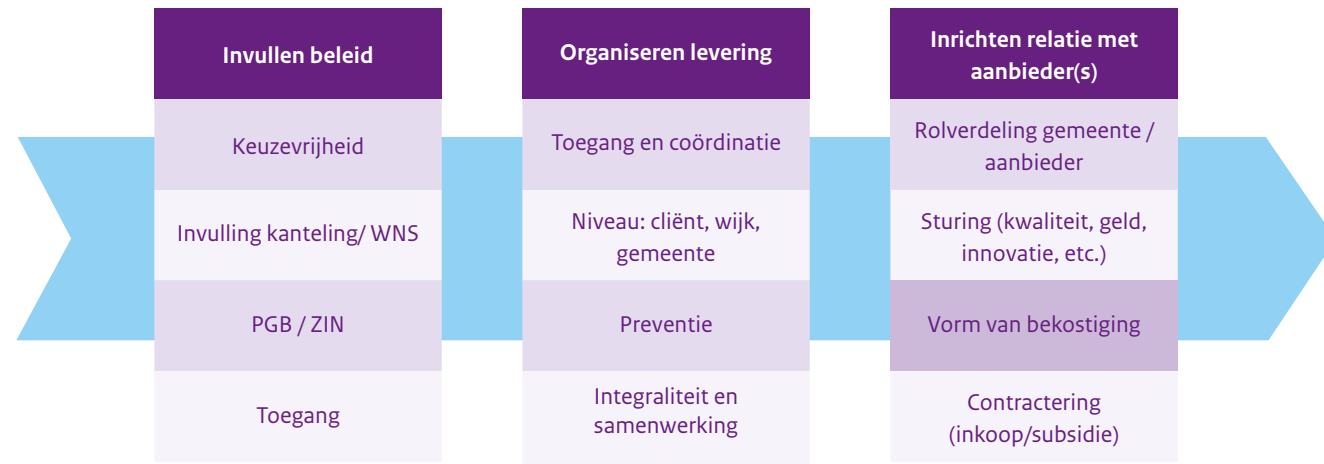 Invullen beleid
Keuzevrijheid
Invulling kanteling/ WNS
PGB / ZIN
Toegang
Organiseren levering
Toegang en coördinatie
Niveau: cliënt, wijk,
gemeente
Preventie
Integraliteit en
samenwerking
Inrichten relatie met
aanbieder(s)
Rolverdeling gemeente /
aanbieder
Sturing (kwaliteit, geld,
innovatie, etc.)
Vorm van bekostiging
Contractering
(inkoop/subsidie)